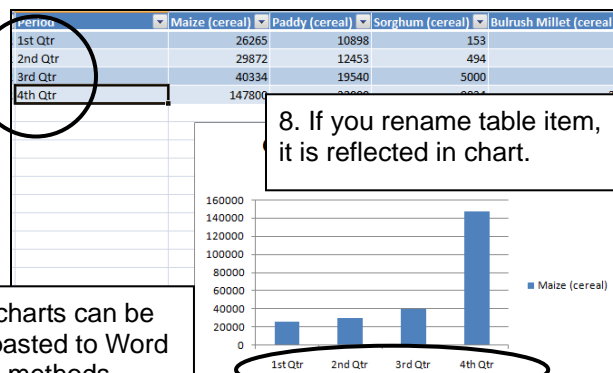 Period Maize (cereal) Paddy (cereal) Sorghum (cereal) Bulrush Millet (cereal
1st Qtr 26265 10898 153
2nd Qtr 29872 12453 494
3rd Qtr 40334 19540 5000
4th Qtr 147800
8. If you rename table item,
it is reflected in chart.
160000
140000
120000
100000
80000
60000
40000
20000
0
Maize (cereal)
1st Qtr 2nd Qtr 3rd Qtr 4th Qtr
charts can be
pasted to Word
methods